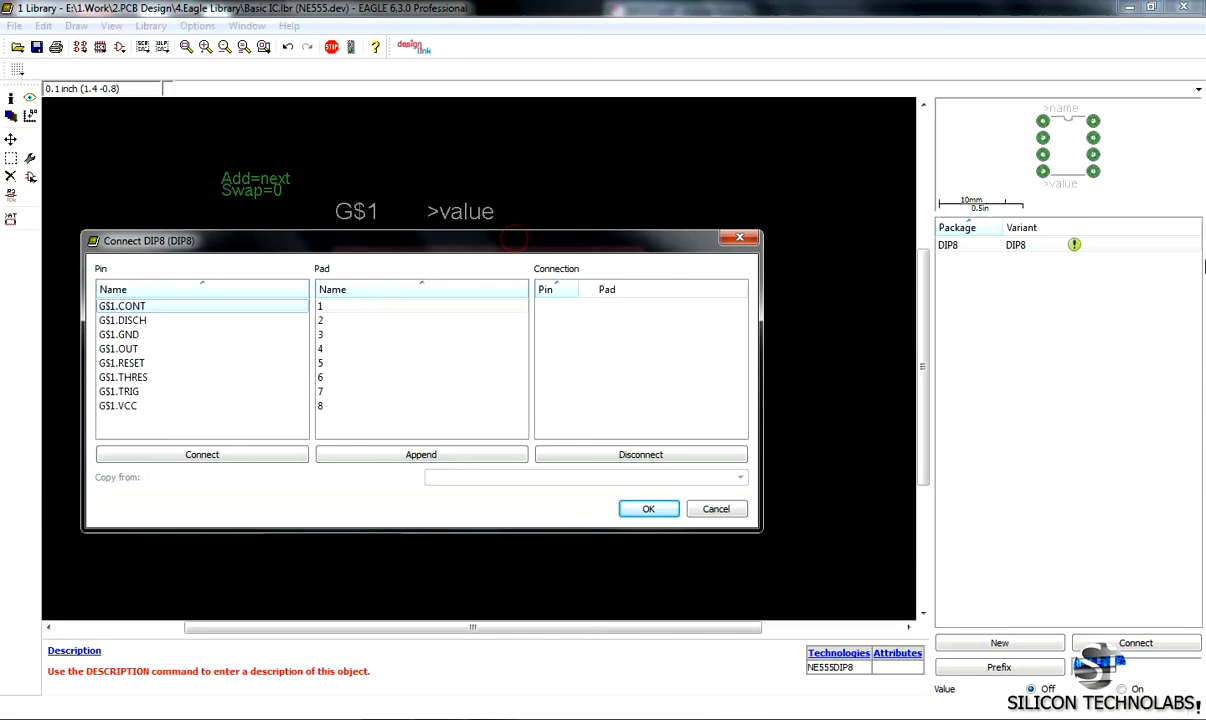 1 Library - E:\1.Work\2.PCB Design\4.Eagle Library\Basic IC.lbr (NE555.dev) - EAGLE 6.3.0 Professional
File Edit Draw View Library Options Window Help
SCR ULP STOP ? design link
0.1 inch (1.4 -0.8)
>name
>value
10mm
0.5in
Add=next
Swap=0
G$1 >value
Package Variant
DIP8 DIP8 !
Connect DIP8 (DIP8)
Pin Pad Connection
Name Name Pin Pad
G$1.CONT 1
G$1.DISCH 2
G$1.GND 3
G$1.OUT 4
G$1.RESET 5
G$1.THRES 6
G$1.TRIG 7
G$1.VCC 8
Connect Append Disconnect
Copy from:
OK Cancel
Description
Use the DESCRIPTION command to enter a description of this object.
Technologies Attributes
NE555DIP8
New Connect
Prefix
Value Off On
SILICON TECHNOLABS!